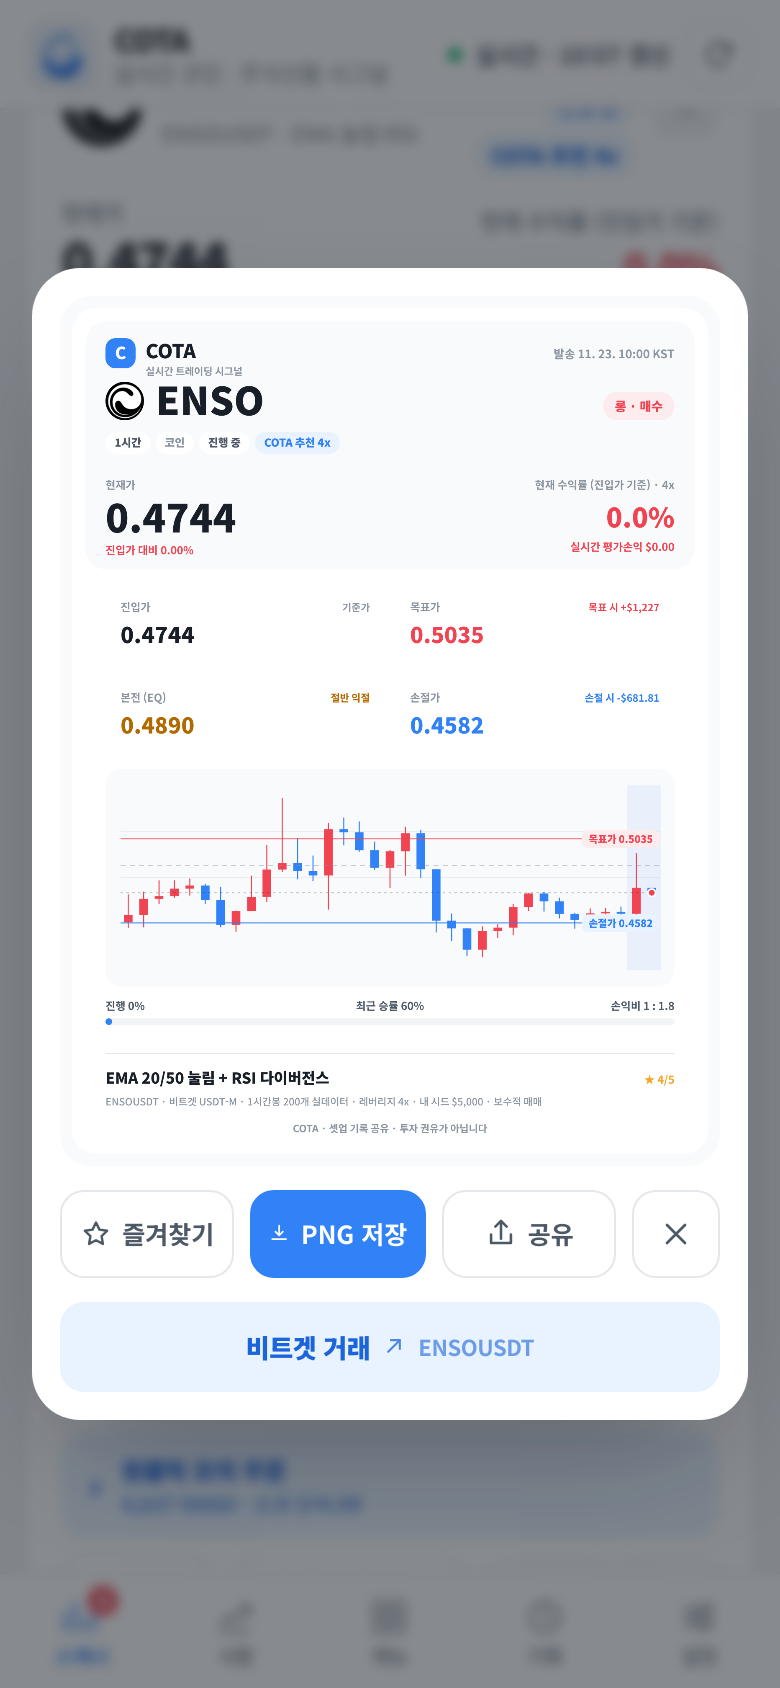 COTA
0.4744
C COTA
실시간 트레이딩 시그널
발송 11. 23. 10:00 KST
ENSO
롱 · 매수
1시간 코인 진행 중 COTA 추천 4x
현재가
현재 수익률 (진입가 기준) · 4x
0.4744
0.0%
진입가 대비 0.00%
실시간 평가손익 $0.00
진입가 기준가
0.4744
목표가 목표 시 +$1,227
0.5035
본전 (EQ) 절반 익절
0.4890
손절가 손절 시 -$681.81
0.4582
목표가 0.5035
손절가 0.4582
진행 0% 최근 승률 60% 손익비 1 : 1.8
EMA 20/50 눌림 + RSI 다이버전스 ★ 4/5
ENSOUSDT · 비트겟 USDT-M · 1시간봉 200개 실데이터 · 레버리지 4x · 내 시드 $5,000 · 보수적 매매
COTA · 셋업 기록 공유 · 투자 권유가 아닙니다
즐겨찾기 PNG 저장 공유
비트겟 거래 ENSOUSDT